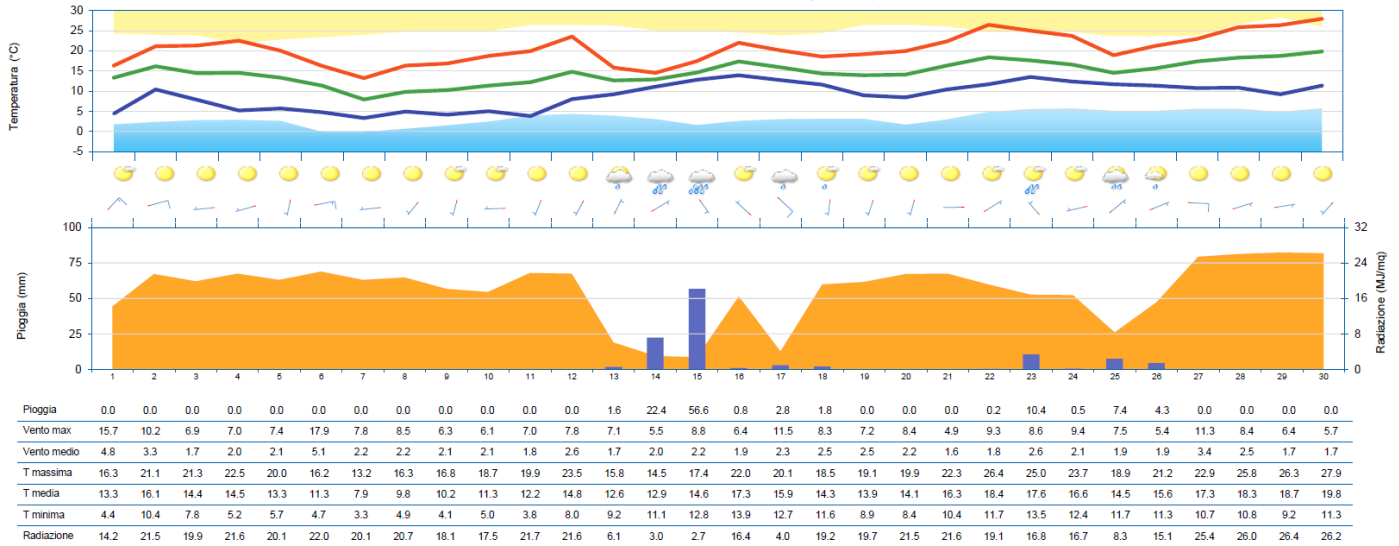 30
25
20
15
10
5
0
-5
Temperatura (°C)
100
75
50
25
0
Pioggia (mm)
32
24
16
8
0
Radiazione (MJ/mq)
1 2 3 4 5 6 7 8 9 10 11 12 13 14 15 16 17 18 19 20 21 22 23 24 25 26 27 28 29 30
Pioggia 0.0 0.0 0.0 0.0 0.0 0.0 0.0 0.0 0.0 0.0 0.0 0.0 1.6 22.4 56.6 0.8 2.8 1.8 0.0 0.0 0.0 0.2 10.4 0.5 7.4 4.3 0.0 0.0 0.0 0.0
Vento max 15.7 10.2 6.9 7.0 7.4 17.9 7.8 8.5 6.3 6.1 7.0 7.8 7.1 5.5 8.8 6.4 11.5 8.3 7.2 8.4 4.9 9.3 8.6 9.4 7.5 5.4 11.3 8.4 6.4 5.7
Vento medio 4.8 3.3 1.7 2.0 2.1 5.1 2.2 2.2 2.1 2.1 1.8 2.6 1.7 2.0 2.2 1.9 2.3 2.5 2.5 2.2 1.6 1.8 2.6 2.1 1.9 1.9 3.4 2.5 1.7 1.7
T massima 16.3 21.1 21.3 22.5 20.0 16.2 13.2 16.3 16.8 18.7 19.9 23.5 15.8 14.5 17.4 22.0 20.1 18.5 19.1 19.9 22.3 26.4 25.0 23.7 18.9 21.2 22.9 25.8 26.3 27.9
T media 13.3 16.1 14.4 14.5 13.3 11.3 7.9 9.8 10.2 11.3 12.2 14.8 12.6 12.9 14.6 17.3 15.9 14.3 13.9 14.1 16.3 18.4 17.6 16.6 14.5 15.6 17.3 18.3 18.7 19.8
T minima 4.4 10.4 7.8 5.2 5.7 4.7 3.3 4.9 4.1 5.0 3.8 8.0 9.2 11.1 12.8 13.9 12.7 11.6 8.9 8.4 10.4 11.7 13.5 12.4 11.7 11.3 10.7 10.8 9.2 11.3
Radiazione 14.2 21.5 19.9 21.6 20.1 22.0 20.1 20.7 18.1 17.5 21.7 21.6 6.1 3.0 2.7 16.4 4.0 19.2 19.7 21.5 21.6 19.1 16.8 16.7 8.3 15.1 25.4 26.0 26.4 26.2